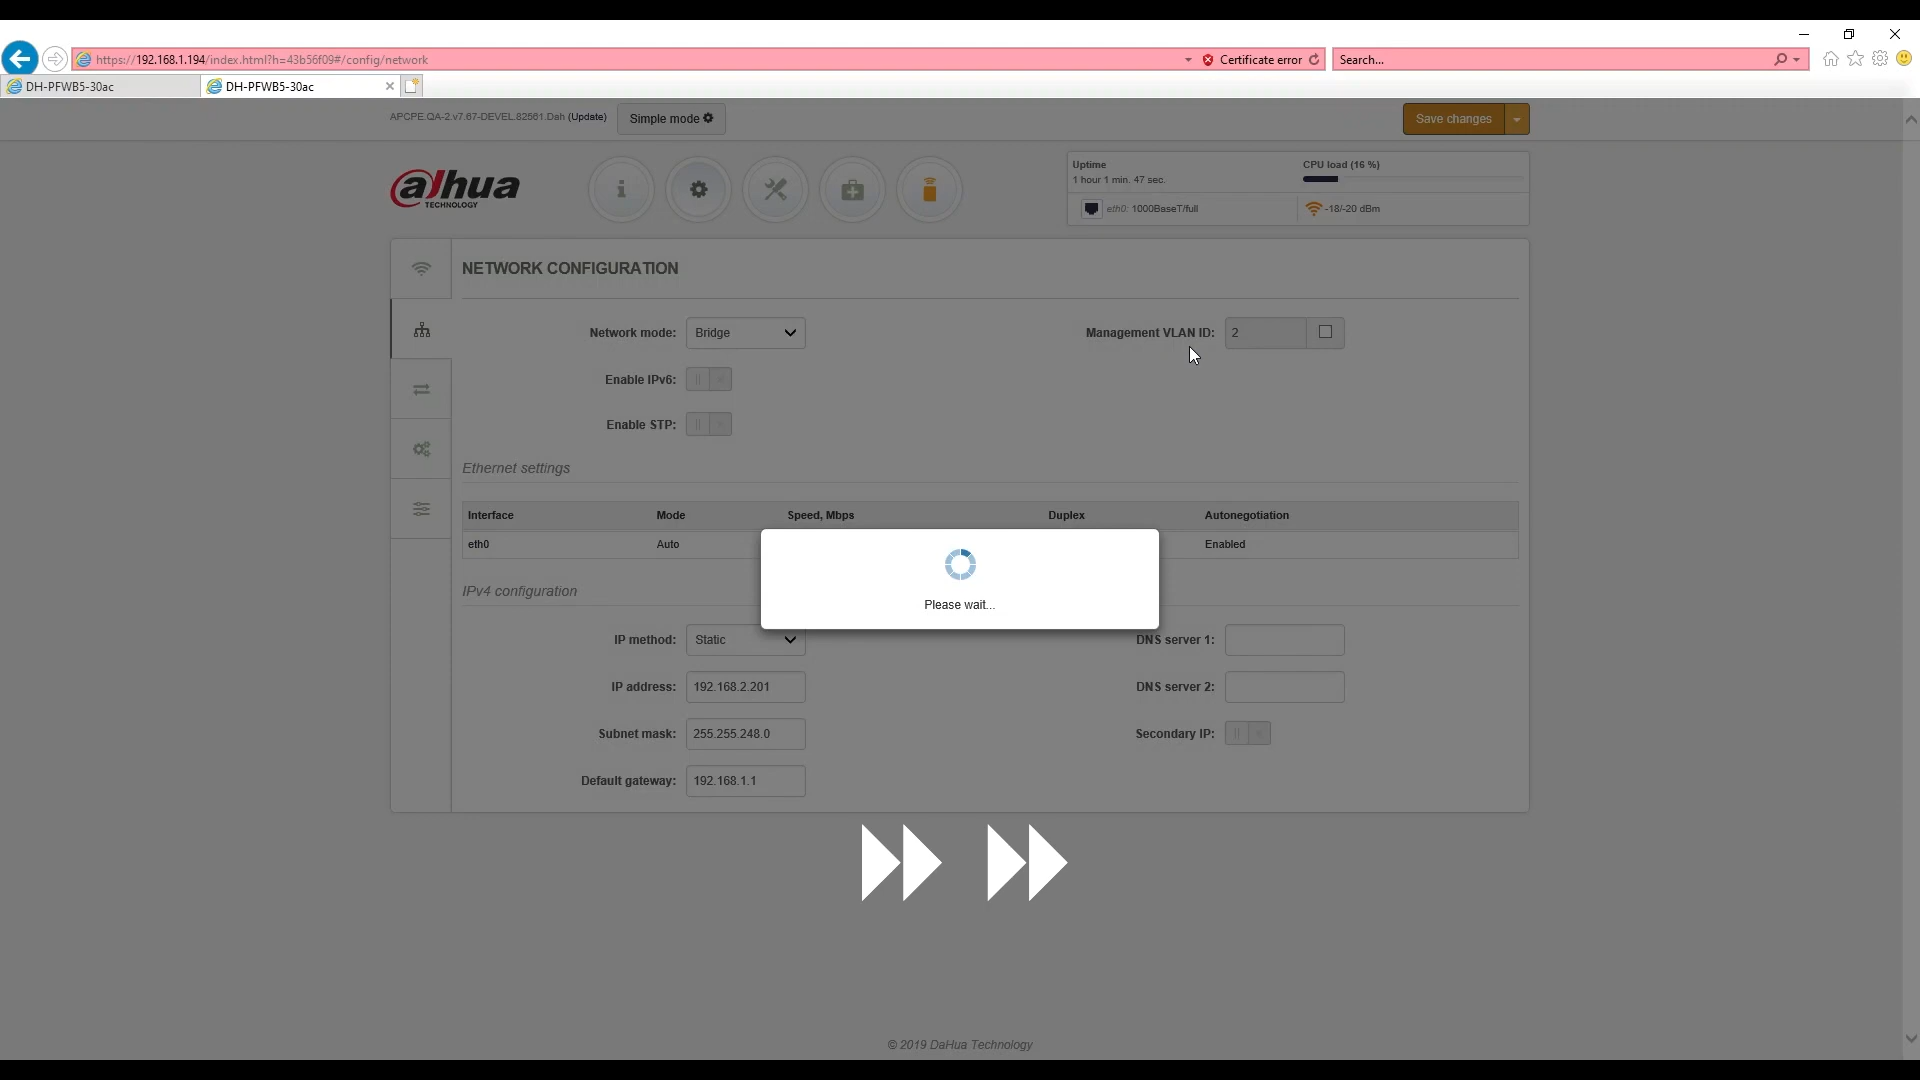 https://192.168.1.194/index.html?h=43b56f09#/config/network
Certificate error
Search...
DH-PFWB5-30ac
DH-PFWB5-30ac
APCPE.QA-2.v7.67-DEVEL.82561.Dah (Update)
Simple mode
Save changes
alhua
TECHNOLOGY
Uptime
1 hour 1 min. 47 sec.
CPU load (16 %)
eth0: 1000BaseT/full
-18/-20 dBm
NETWORK CONFIGURATION
Network mode: Bridge
Management VLAN ID: 2
Enable IPv6:
Enable STP:
Ethernet settings
Interface Mode Speed, Mbps Duplex Autonegotiation
eth0 Auto Enabled
Please wait...
IPv4 configuration
IP method: Static
DNS server 1:
IP address: 192.168.2.201
DNS server 2:
Subnet mask: 255.255.248.0
Secondary IP:
Default gateway: 192.168.1.1
© 2019 DaHua Technology